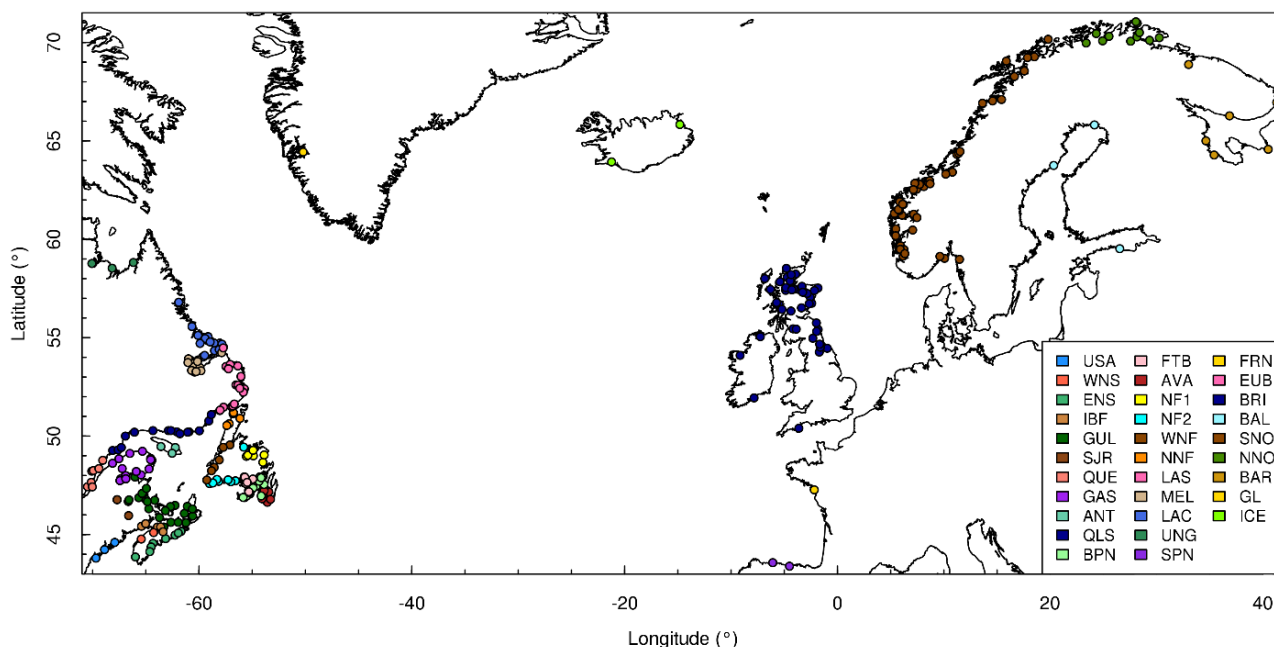 70
65
60
55
50
45
Latitude (°)
-60 -40 -20 0 20 40
Longitude (°)
USA FTB FRN
WNS AVA EUB
ENS NF1 BRI
IBF NF2 BAL
GUL WNF SNO
SJR NNF NNO
QUE LAS BAR
GAS MEL GL
ANT LAC ICE
QLS UNG
BPN SPN